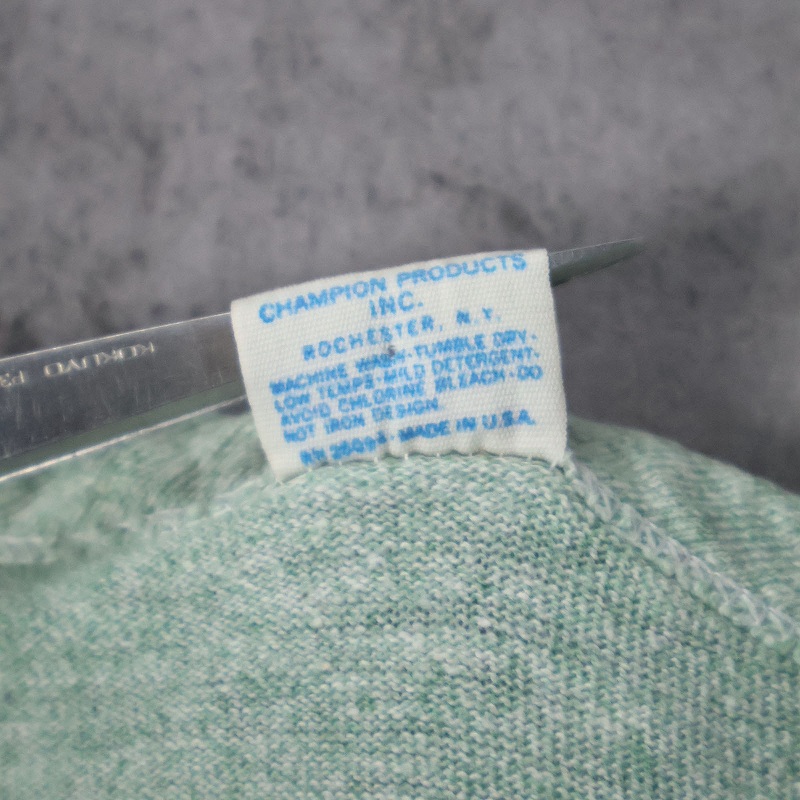 CHAMPION PRODUCTS
INC.
ROCHESTER, N.Y.
MACHINE WASH-TUMBLE DRY-
LOW TEMPS-MILD DETERGENT-
AVOID CHLORINE BLEACH-DO
NOT IRON DESIGN.
RN 26094 MADE IN U.S.A.
KOKUYO